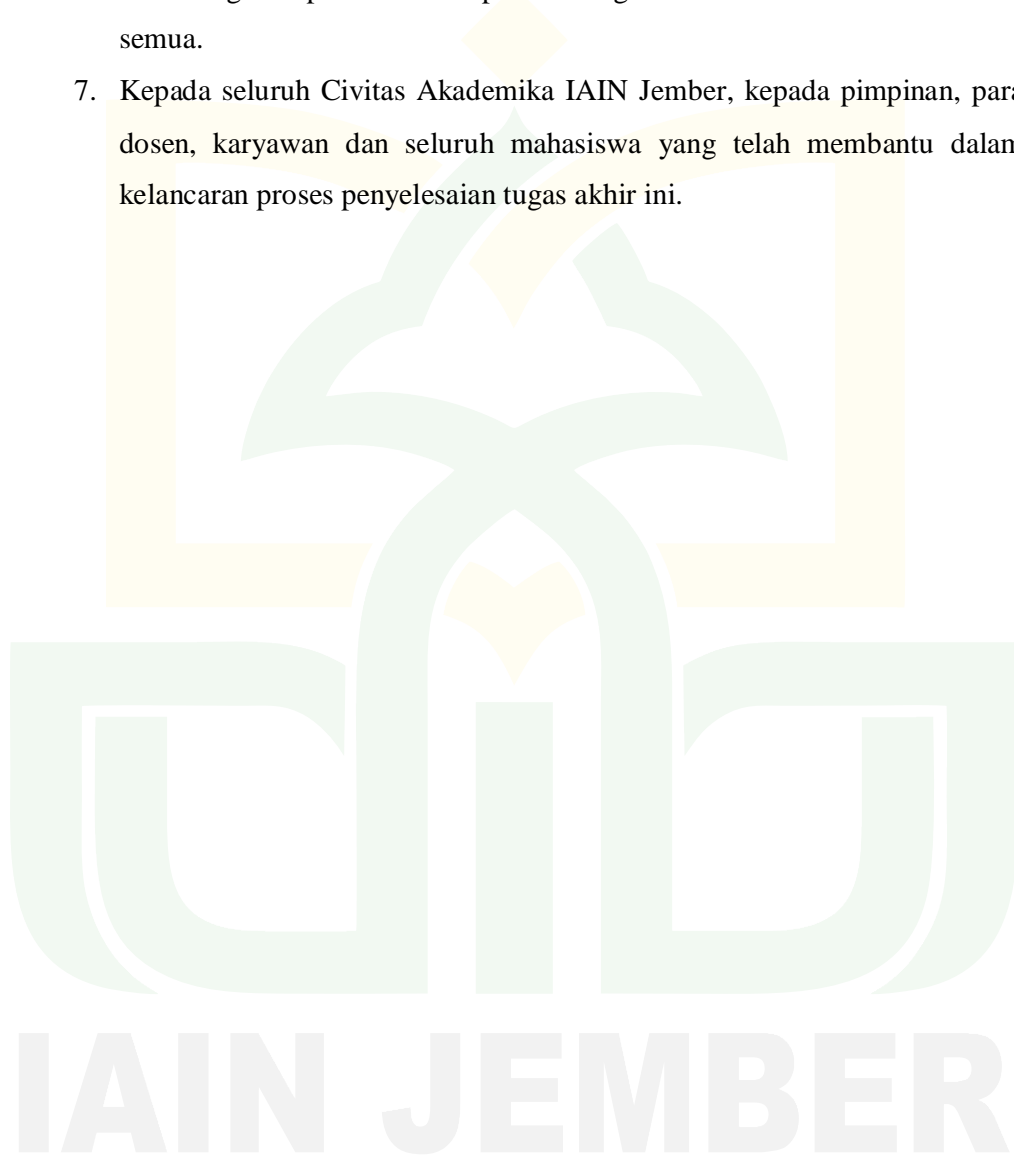 semua.
7. Kepada seluruh Civitas Akademika IAIN Jember, kepada pimpinan, para
dosen, karyawan dan seluruh mahasiswa yang telah membantu dalam
kelancaran proses penyelesaian tugas akhir ini.
IAIN JEMBER